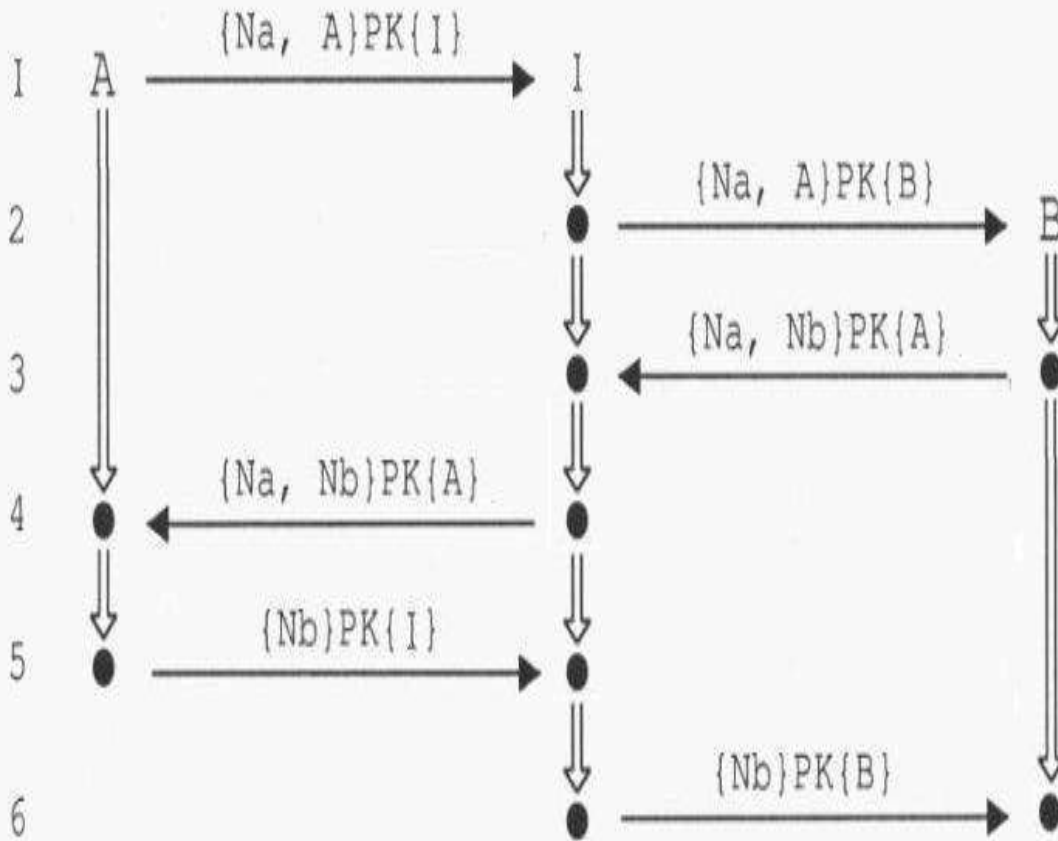 {Na, A}PK{I}
1 A I
{Na, A}PK{B}
2 B
{Na, Nb}PK{A}
3
{Na, Nb}PK{A}
4
{Nb}PK{I}
5
{Nb}PK{B}
6